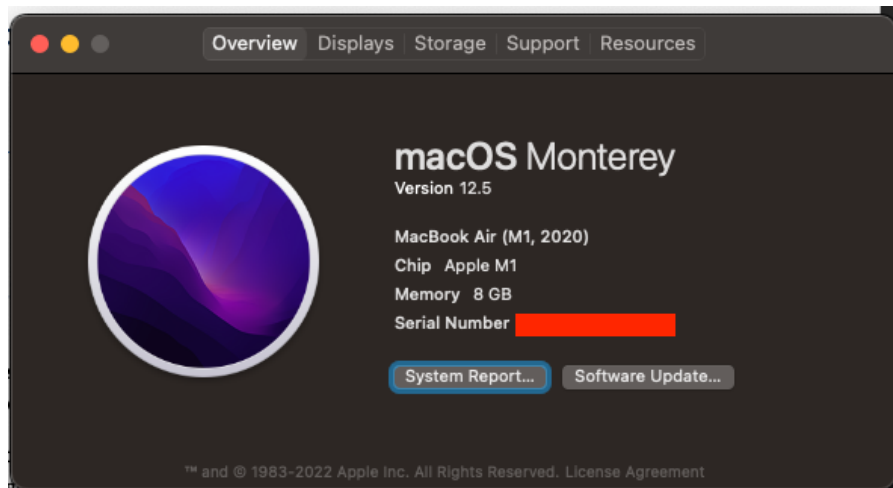 Overview Displays Storage Support Resources
macOS Monterey
Version 12.5
MacBook Air (M1, 2020)
Chip Apple M1
Memory 8 GB
Serial Number
System Report... Software Update...
™ and © 1983-2022 Apple Inc. All Rights Reserved. License Agreement